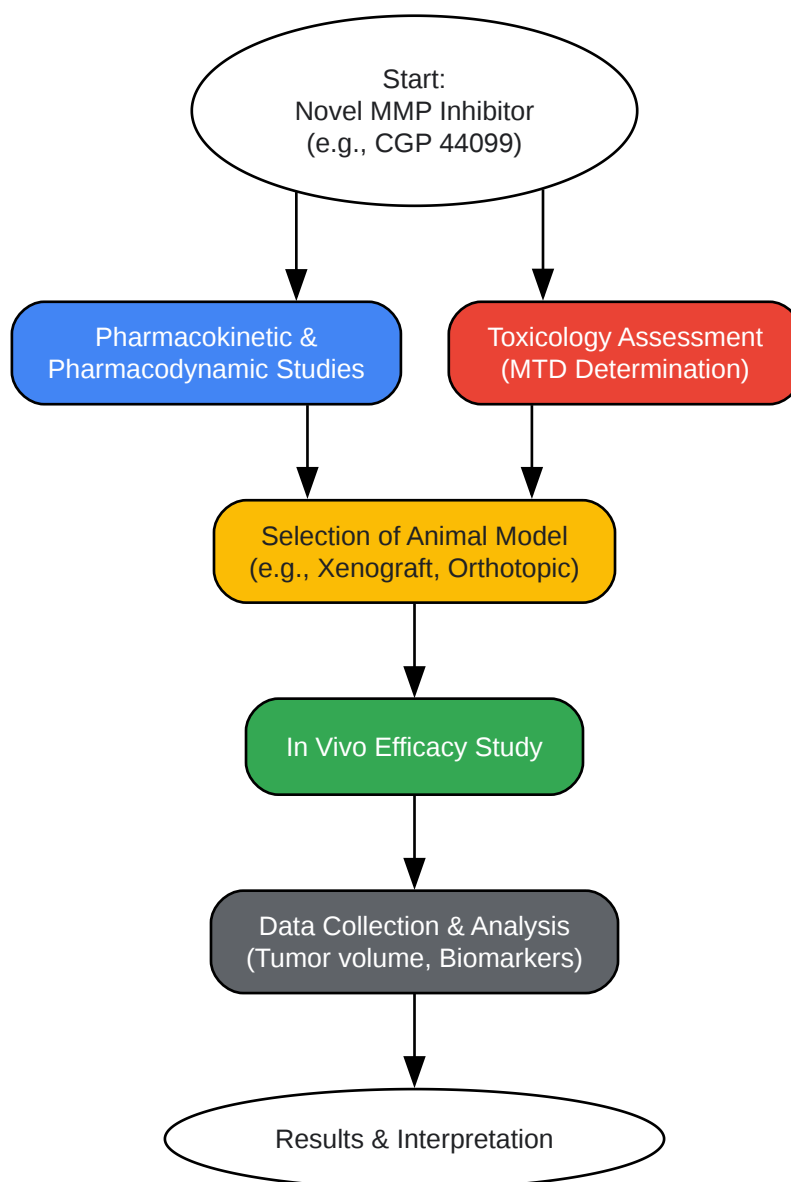 Start:
Novel MMP Inhibitor
(e.g., CGP 44099)
Pharmacokinetic &
Pharmacodynamic Studies
Toxicology Assessment
(MTD Determination)
Selection of Animal Model
(e.g., Xenograft, Orthotopic)
In Vivo Efficacy Study
Data Collection & Analysis
(Tumor volume, Biomarkers)
Results & Interpretation